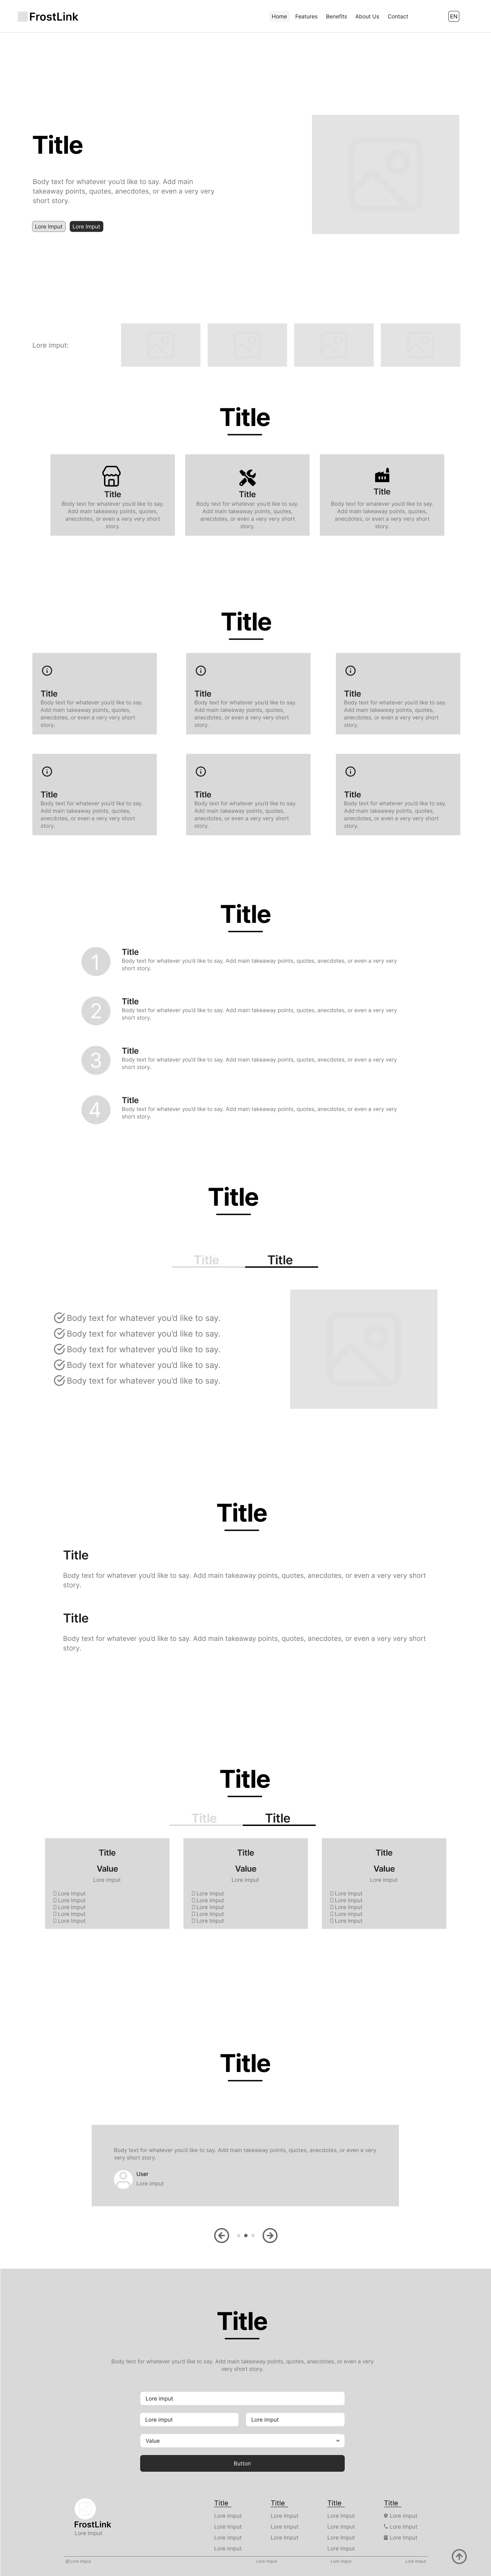 FrostLink
Home Features Benefits About Us Contact
EN
Title
Body text for whatever you'd like to say. Add main
takeaway points, quotes, anecdotes, or even a very very
short story.
Lore Imput Lore Imput
Lore imput:
Title
Title
Body text for whatever you'd like to say.
Add main takeaway points, quotes,
anecdotes, or even a very very short
story.
Title
Body text for whatever you'd like to say.
Add main takeaway points, quotes,
anecdotes, or even a very very short
story.
Title
Body text for whatever you'd like to say.
Add main takeaway points, quotes,
anecdotes, or even a very very short
story.
Title
Title
Body text for whatever you'd like to say.
Add main takeaway points, quotes,
anecdotes, or even a very very short
story.
Title
Body text for whatever you'd like to say.
Add main takeaway points, quotes,
anecdotes, or even a very very short
story.
Title
Body text for whatever you'd like to say.
Add main takeaway points, quotes,
anecdotes, or even a very very short
story.
Title
Body text for whatever you'd like to say.
Add main takeaway points, quotes,
anecdotes, or even a very very short
story.
Title
Body text for whatever you'd like to say.
Add main takeaway points, quotes,
anecdotes, or even a very very short
story.
Title
Body text for whatever you'd like to say.
Add main takeaway points, quotes,
anecdotes, or even a very very short
story.
Title
1
Title
Body text for whatever you'd like to say. Add main takeaway points, quotes, anecdotes, or even a very very
short story.
2
Title
Body text for whatever you'd like to say. Add main takeaway points, quotes, anecdotes, or even a very very
short story.
3
Title
Body text for whatever you'd like to say. Add main takeaway points, quotes, anecdotes, or even a very very
short story.
4
Title
Body text for whatever you'd like to say. Add main takeaway points, quotes, anecdotes, or even a very very
short story.
Title
Title Title
Body text for whatever you'd like to say.
Body text for whatever you'd like to say.
Body text for whatever you'd like to say.
Body text for whatever you'd like to say.
Body text for whatever you'd like to say.
Title
Title
Body text for whatever you'd like to say. Add main takeaway points, quotes, anecdotes, or even a very very short
story.
Title
Body text for whatever you'd like to say. Add main takeaway points, quotes, anecdotes, or even a very very short
story.
Title
Title Title
Title
Value
Lore Imput
Lore Imput
Lore Imput
Lore Imput
Lore Imput
Lore Imput
Title
Value
Lore Imput
Lore Imput
Lore Imput
Lore Imput
Lore Imput
Lore Imput
Title
Value
Lore Imput
Lore Imput
Lore Imput
Lore Imput
Lore Imput
Lore Imput
Title
Body text for whatever you'd like to say. Add main takeaway points, quotes, anecdotes, or even a very
very short story.
User
Lore imput
Title
Body text for whatever you'd like to say. Add main takeaway points, quotes, anecdotes, or even a very
very short story.
Lore imput
Lore imput Lore imput
Value
Button
FrostLink
Lore Imput
Title
Lore Imput
Lore Imput
Lore Imput
Lore Imput
Title
Lore Imput
Lore Imput
Lore Imput
Title
Lore Imput
Lore Imput
Lore Imput
Lore Imput
Title
Lore Imput
Lore Imput
Lore Imput
©Lore Imput Lore Imput Lore Imput Lore Imput